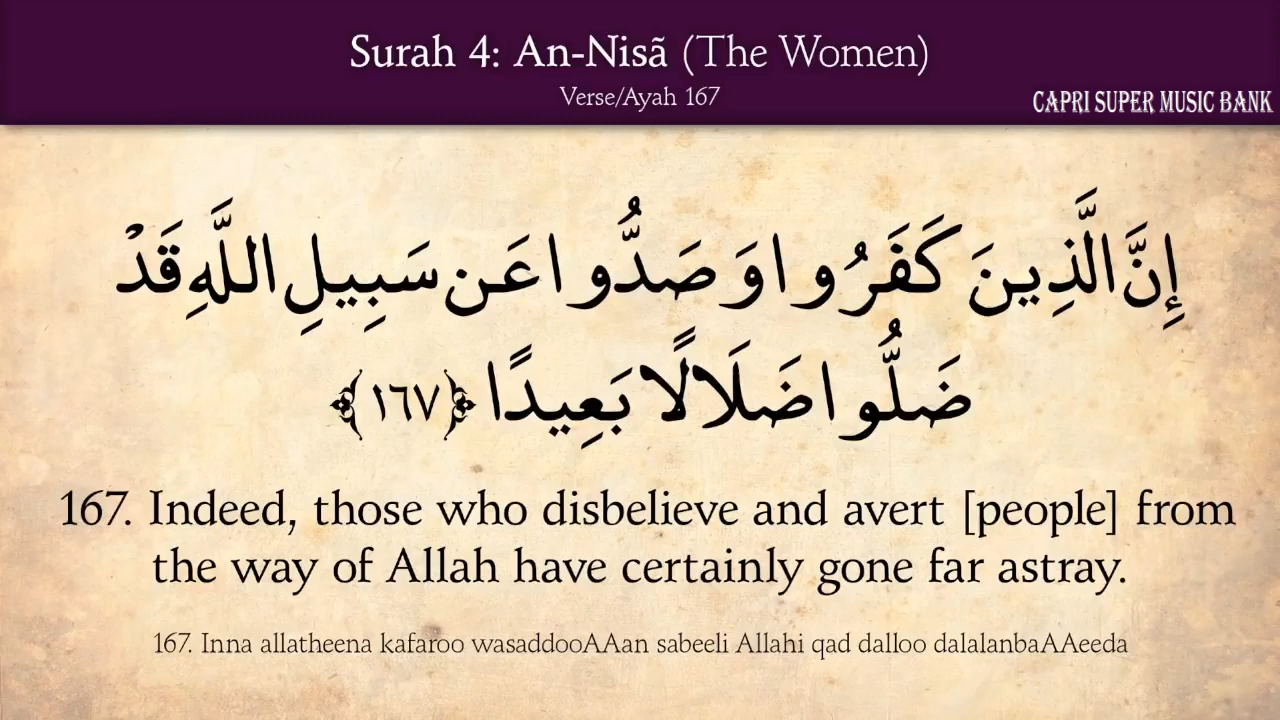 Surah 4: An-Nisã (The Women)
Verse/Ayah 167
CAPRI SUPER MUSIC BANK
إِنَّ الَّذِينَ كَفَرُوا وَصَدُّوا عَن سَبِيلِ اللَّهِ قَدْ
ضَلُّوا ضَلَالًا بَعِيدًا ﴿١٦٧﴾
167. Indeed, those who disbelieve and avert [people] from
the way of Allah have certainly gone far astray.
167. Inna allatheena kafaroo wasaddooAAan sabeeli Allahi qad dalloo dalalanbaAAeeda